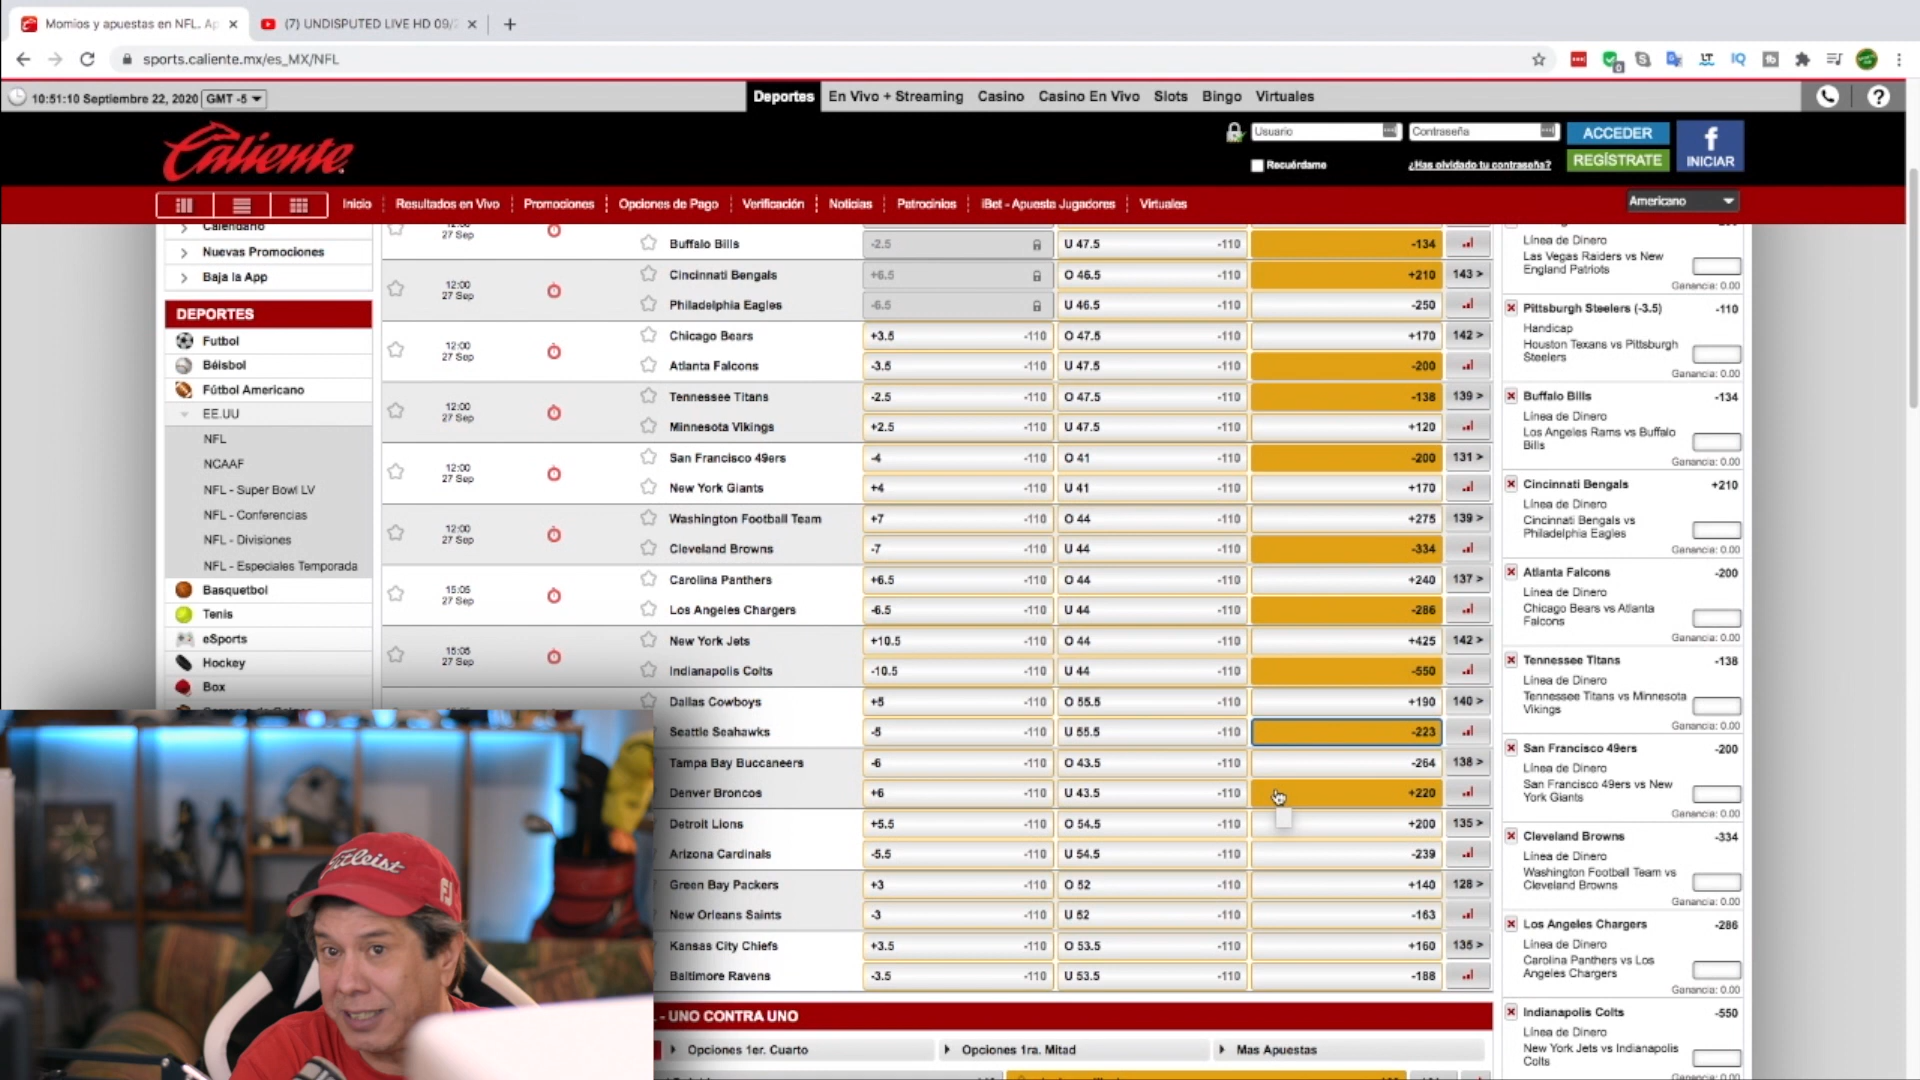 Momios y apuestas en NFL. Ap
(7) UNDISPUTED LIVE HD 09/2
sports.caliente.mx/es_MX/NFL
10:51:10 Septiembre 22, 2020 GMT -5
Deportes En Vivo + Streaming Casino Casino En Vivo Slots Bingo Virtuales
Caliente
Usuario Contraseña ACCEDER
Recuérdame ¿Has olvidado tu contraseña? REGÍSTRATE
f INICIAR
Inicio Resultados en Vivo Promociones Opciones de Pago Verificación Noticias Patrocinios iBet - Apuesta Jugadores Virtuales Americano
Calendario
Nuevas Promociones
Baja la App
DEPORTES
Futbol
Béisbol
Fútbol Americano
EE.UU
NFL
NCAAF
NFL - Super Bowl LV
NFL - Conferencias
NFL - Divisiones
NFL - Especiales Temporada
Basquetbol
Tenis
eSports
Hockey
Box
27 Sep
Buffalo Bills -2.5 U 47.5 -110 -134
12:00
27 Sep
Cincinnati Bengals +6.5 O 46.5 -110 +210 143 >
Philadelphia Eagles -6.5 U 46.5 -110 -250
12:00
27 Sep
Chicago Bears +3.5 -110 O 47.5 -110 +170 142 >
Atlanta Falcons -3.5 -110 U 47.5 -110 -200
12:00
27 Sep
Tennessee Titans -2.5 -110 O 47.5 -110 -138 139 >
Minnesota Vikings +2.5 -110 U 47.5 -110 +120
12:00
27 Sep
San Francisco 49ers -4 -110 O 41 -110 -200 131 >
New York Giants +4 -110 U 41 -110 +170
12:00
27 Sep
Washington Football Team +7 -110 O 44 -110 +275 139 >
Cleveland Browns -7 -110 U 44 -110 -334
15:05
27 Sep
Carolina Panthers +6.5 -110 O 44 -110 +240 137 >
Los Angeles Chargers -6.5 -110 U 44 -110 -286
15:05
27 Sep
New York Jets +10.5 -110 O 44 -110 +425 142 >
Indianapolis Colts -10.5 -110 U 44 -110 -550
Dallas Cowboys +5 -110 O 55.5 -110 +190 140 >
Seattle Seahawks -5 -110 U 55.5 -110 -223
Tampa Bay Buccaneers -6 -110 O 43.5 -110 -264 138 >
Denver Broncos +6 -110 U 43.5 -110 +220
Detroit Lions +5.5 -110 O 54.5 -110 +200 135 >
Arizona Cardinals -5.5 -110 U 54.5 -110 -239
Green Bay Packers +3 -110 O 52 -110 +140 128 >
New Orleans Saints -3 -110 U 52 -110 -163
Kansas City Chiefs +3.5 -110 O 53.5 -110 +160 135 >
Baltimore Ravens -3.5 -110 U 53.5 -110 -188
- UNO CONTRA UNO
Opciones 1er. Cuarto Opciones 1ra. Mitad Mas Apuestas
Línea de Dinero
Las Vegas Raiders vs New
England Patriots
Ganancia: 0.00
Pittsburgh Steelers (-3.5) -110
Handicap
Houston Texans vs Pittsburgh
Steelers
Ganancia: 0.00
Buffalo Bills -134
Línea de Dinero
Los Angeles Rams vs Buffalo
Bills
Ganancia: 0.00
Cincinnati Bengals +210
Línea de Dinero
Cincinnati Bengals vs
Philadelphia Eagles
Ganancia: 0.00
Atlanta Falcons -200
Línea de Dinero
Chicago Bears vs Atlanta
Falcons
Ganancia: 0.00
Tennessee Titans -138
Línea de Dinero
Tennessee Titans vs Minnesota
Vikings
Ganancia: 0.00
San Francisco 49ers -200
Línea de Dinero
San Francisco 49ers vs New
York Giants
Ganancia: 0.00
Cleveland Browns -334
Línea de Dinero
Washington Football Team vs
Cleveland Browns
Ganancia: 0.00
Los Angeles Chargers -286
Línea de Dinero
Carolina Panthers vs Los
Angeles Chargers
Ganancia: 0.00
Indianapolis Colts -550
Línea de Dinero
New York Jets vs Indianapolis
Colts
Titleist
FJ